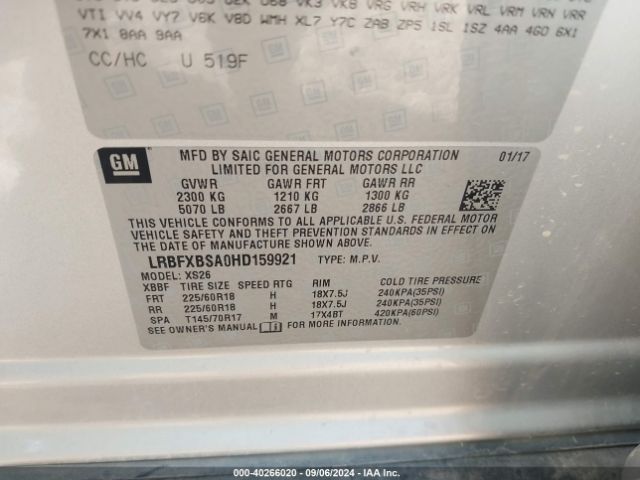 VTI VV4 VY7 V6K V8D WMH XL7 Y7C ZAB ZP5 1SL 1SZ 4AA 4GO 6X1
7X1 8AA 9AA
CC/HC U 519F
GM
MFD BY SAIC GENERAL MOTORS CORPORATION 01/17
LIMITED FOR GENERAL MOTORS LLC
GVWR GAWR FRT GAWR RR
2300 KG 1210 KG 1300 KG
5070 LB 2667 LB 2866 LB
THIS VEHICLE CONFORMS TO ALL APPLICABLE U.S. FEDERAL MOTOR
VEHICLE SAFETY AND THEFT PREVENTION STANDARDS IN EFFECT ON
THE DATE OF MANUFACTURE SHOWN ABOVE.
LRBFXBSA0HD159921 TYPE: M.P.V.
MODEL: XS26
XBBF TIRE SIZE SPEED RTG RIM COLD TIRE PRESSURE
FRT 225/60R18 H 18X7.5J 240KPA(35PSI)
RR 225/60R18 H 18X7.5J 240KPA(35PSI)
SPA T145/70R17 M 17X4BT 420KPA(60PSI)
SEE OWNER'S MANUAL FOR MORE INFORMATION.
000-40266020 - 09/06/2024 - IAA Inc.